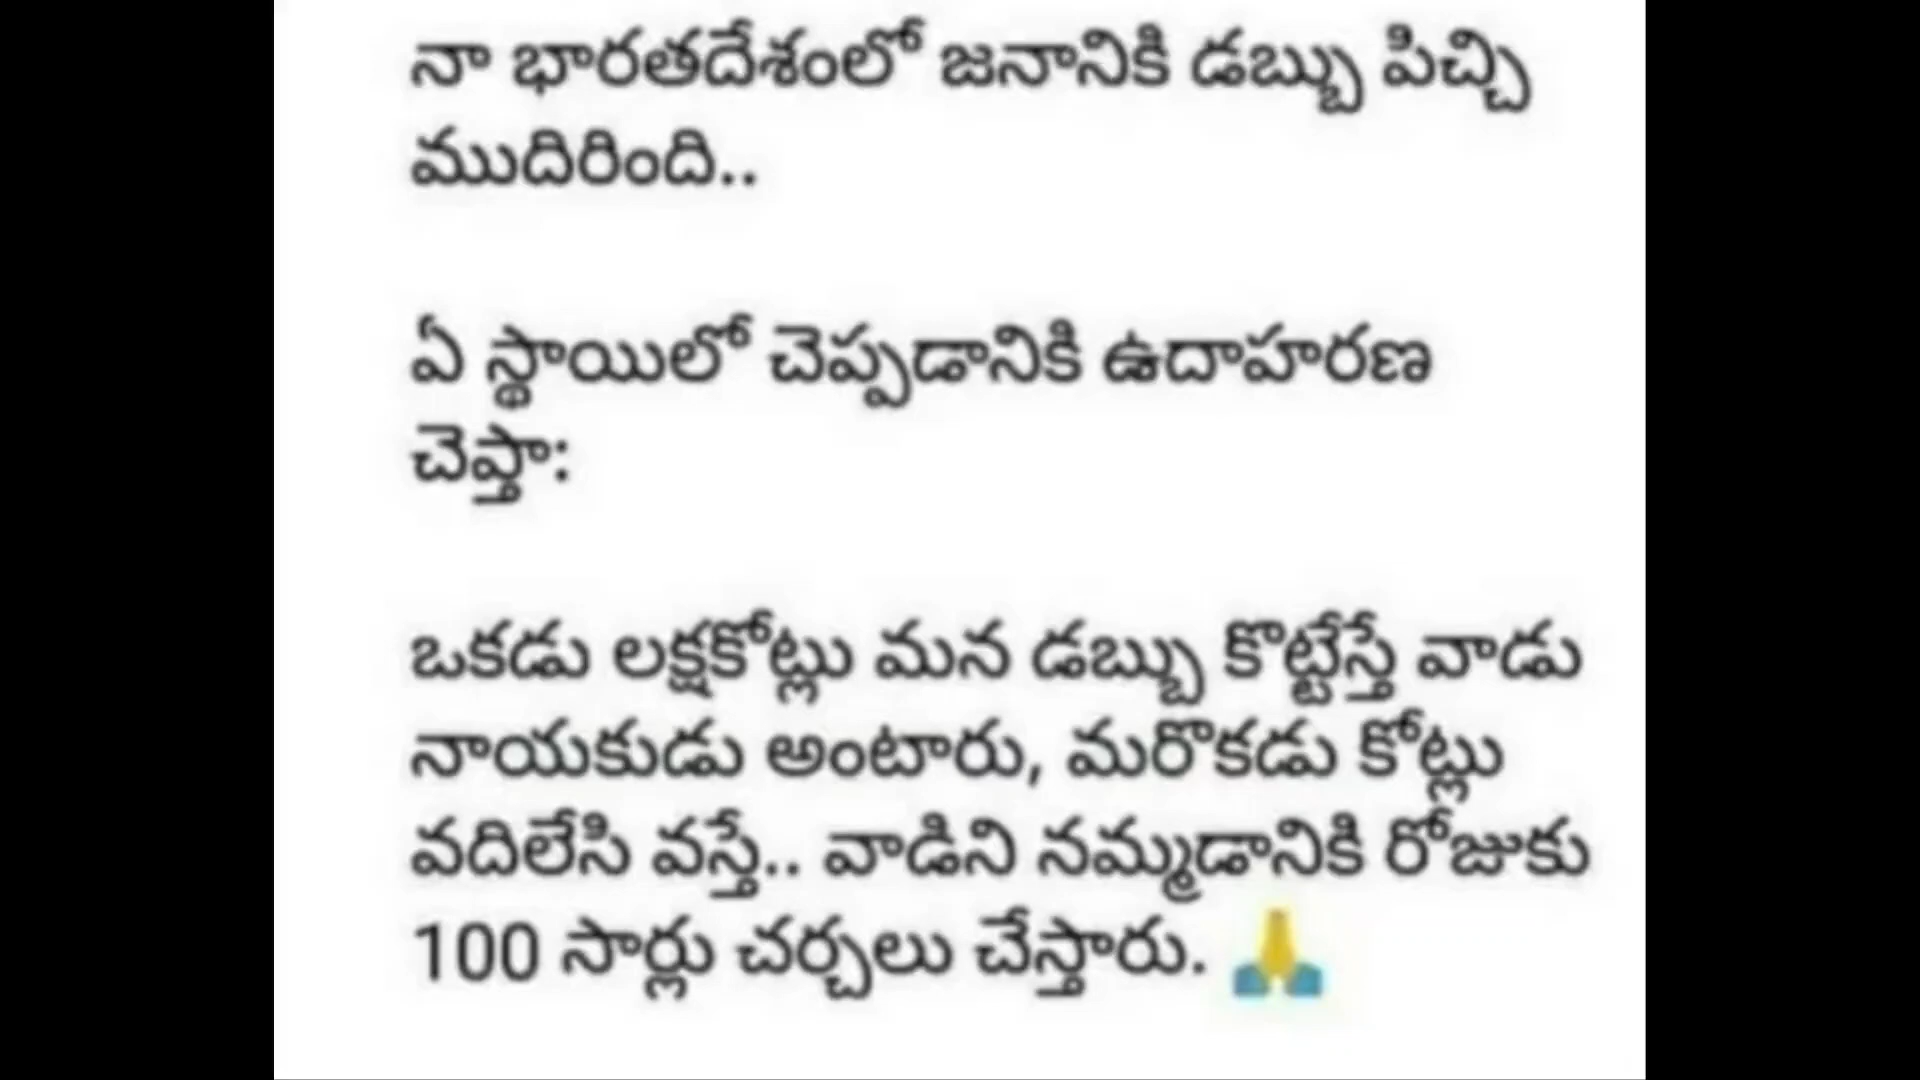 నా భారతదేశంలో జనానికి డబ్బు పిచ్చి
ముదిరింది..
ఏ స్థాయిలో చెప్పడానికి ఉదాహరణ
చెప్తా:
ఒకడు లక్షకోట్లు మన డబ్బు కొట్టేస్తే వాడు
నాయకుడు అంటారు, మరొకడు కోట్లు
వదిలేసి వస్తే.. వాడిని నమ్మడానికి రోజుకు
100 సార్లు చర్చలు చేస్తారు. 🙏